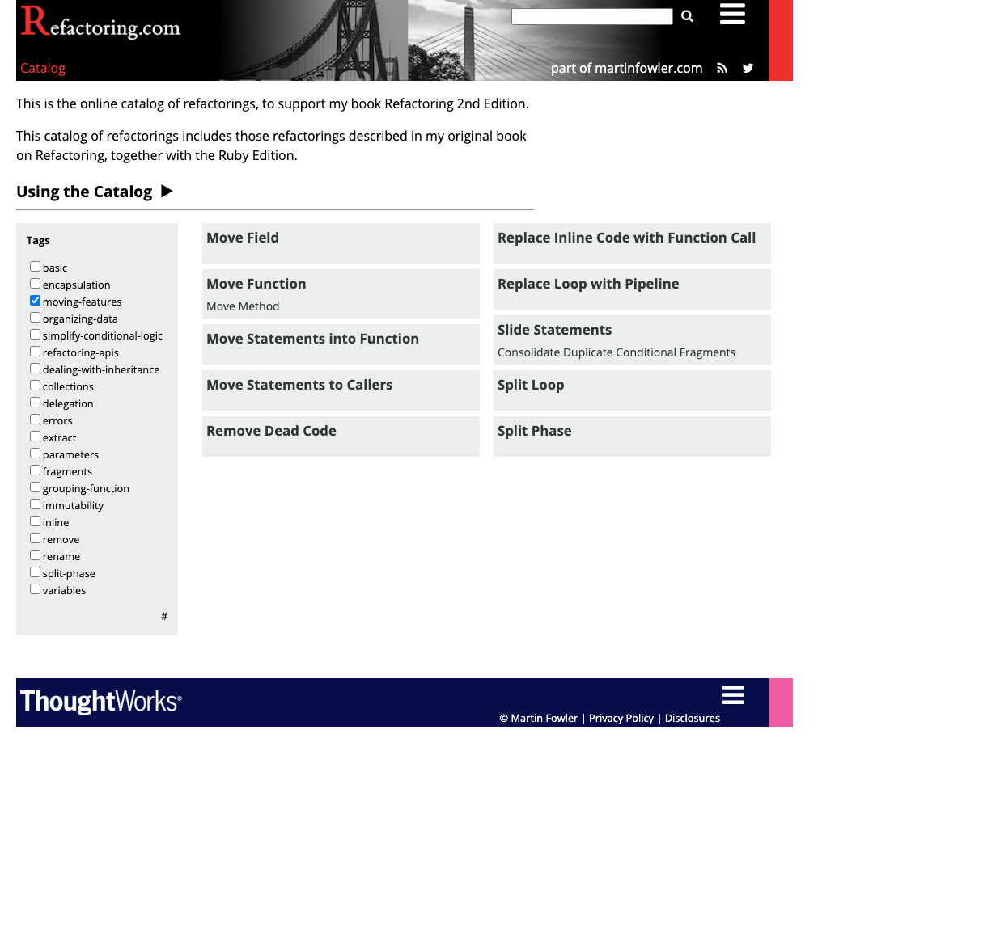 Refactoring.com
Catalog
part of martinfowler.com
This is the online catalog of refactorings, to support my book Refactoring 2nd Edition.
This catalog of refactorings includes those refactorings described in my original book
on Refactoring, together with the Ruby Edition.
Using the Catalog
Tags
basic
encapsulation
moving-features
organizing-data
simplify-conditional-logic
refactoring-apis
dealing-with-inheritance
collections
delegation
errors
extract
parameters
fragments
grouping-function
immutability
inline
remove
rename
split-phase
variables
#
Move Field
Move Function
Move Method
Move Statements into Function
Move Statements to Callers
Remove Dead Code
Replace Inline Code with Function Call
Replace Loop with Pipeline
Slide Statements
Consolidate Duplicate Conditional Fragments
Split Loop
Split Phase
ThoughtWorks®
© Martin Fowler | Privacy Policy | Disclosures